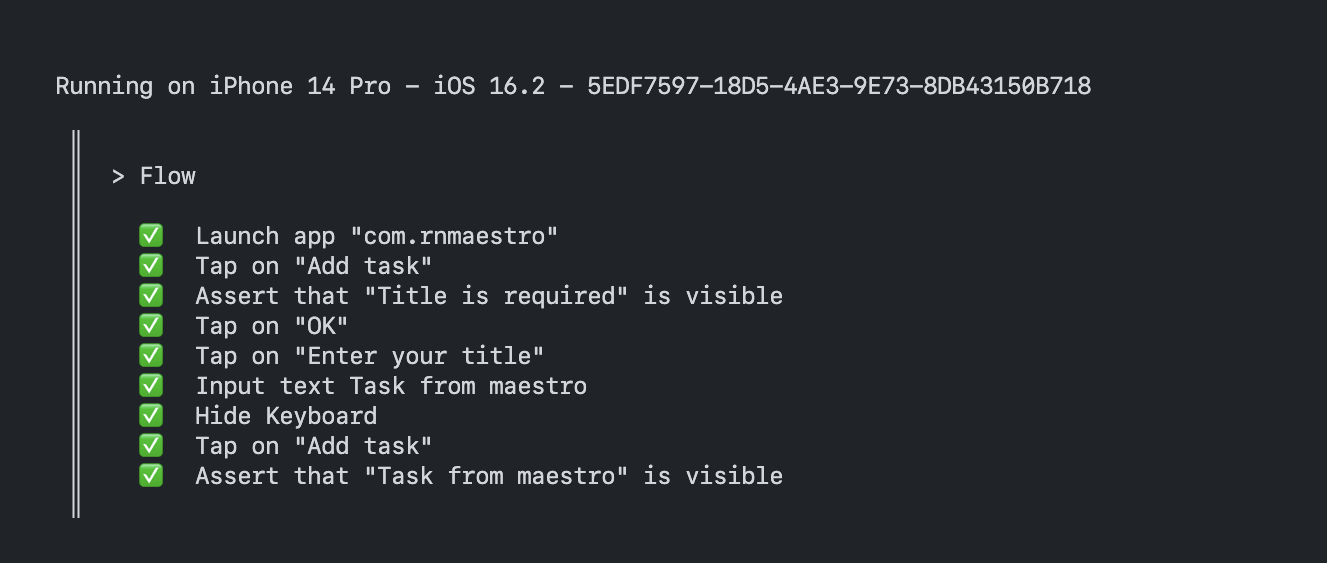 Running on iPhone 14 Pro – iOS 16.2 – 5EDF7597–18D5–4AE3–9E73–8DB43150B718
> Flow
✅ Launch app "com.rnmaestro"
✅ Tap on "Add task"
✅ Assert that "Title is required" is visible
✅ Tap on "OK"
✅ Tap on "Enter your title"
✅ Input text Task from maestro
✅ Hide Keyboard
✅ Tap on "Add task"
✅ Assert that "Task from maestro" is visible